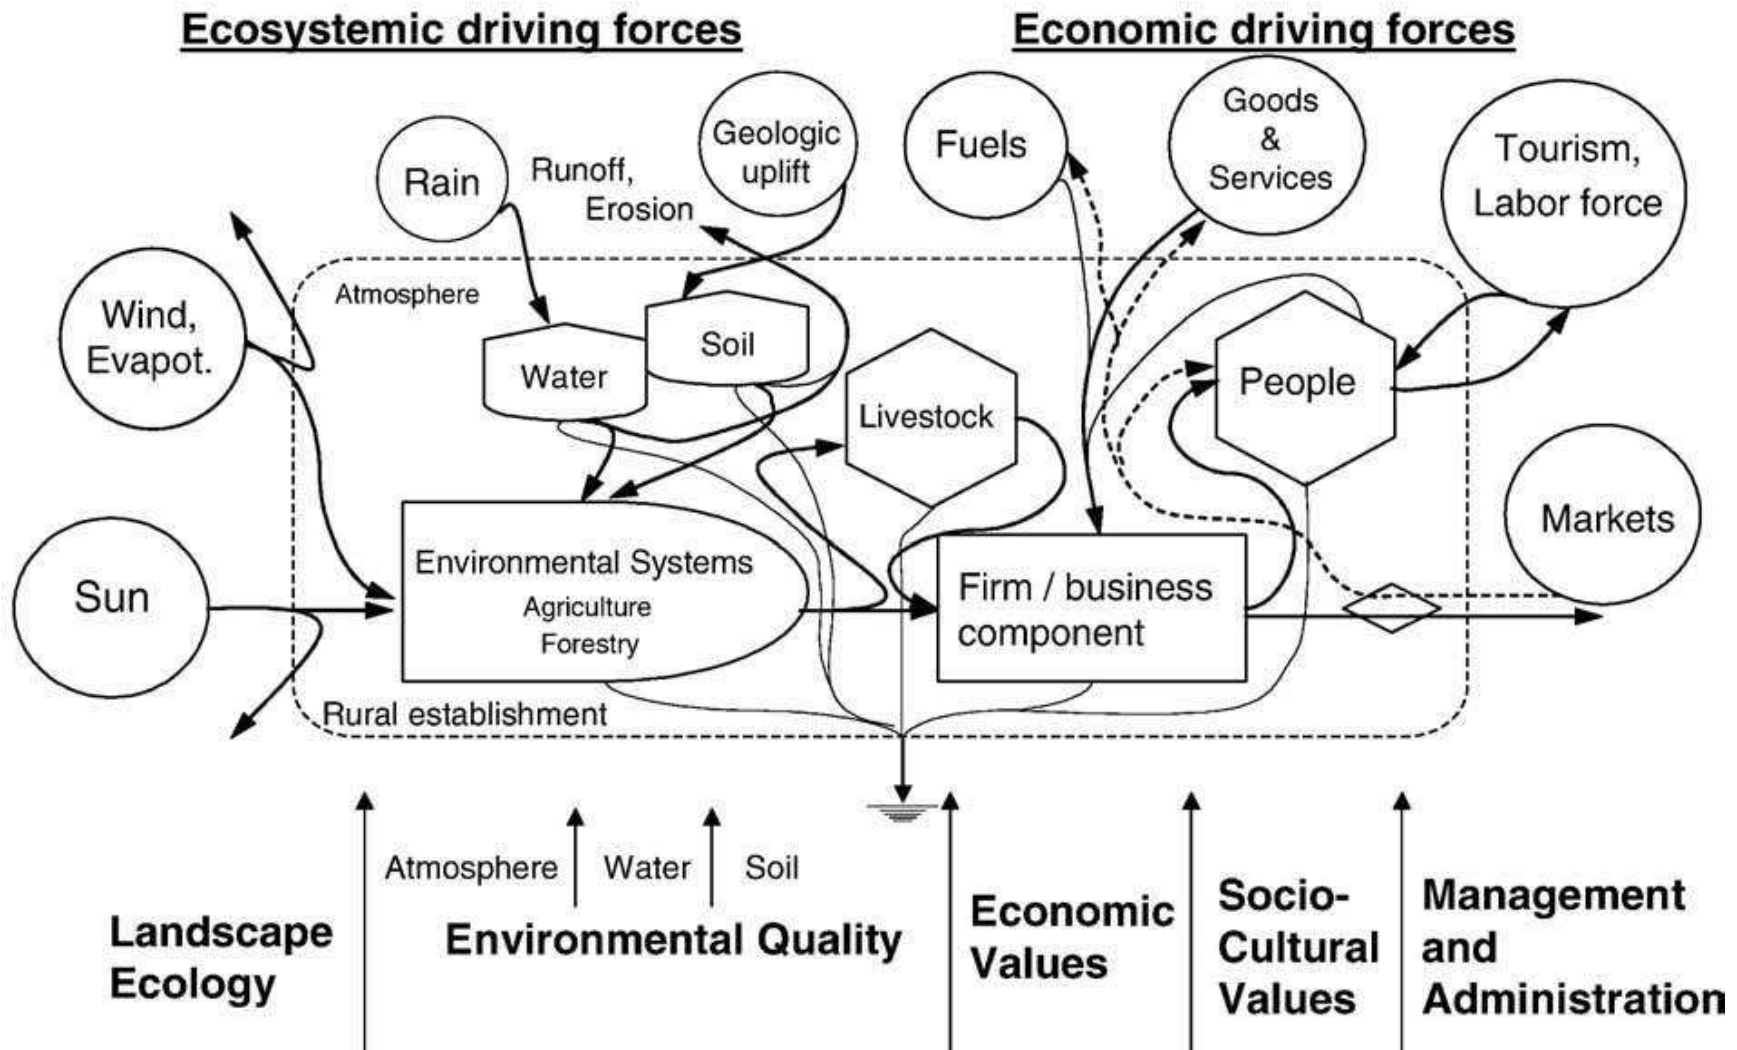 Ecosystemic driving forces
Economic driving forces
Rain
Runoff,
Erosion
Geologic
uplift
Fuels
Goods
&
Services
Tourism,
Labor force
Wind,
Evapot.
Atmosphere
Water
Soil
Livestock
People
Markets
Sun
Environmental Systems
Agriculture
Forestry
Firm / business
component
Rural establishment
Landscape
Ecology
Atmosphere
Water
Soil
Environmental Quality
Economic
Values
Socio-
Cultural
Values
Management
and
Administration